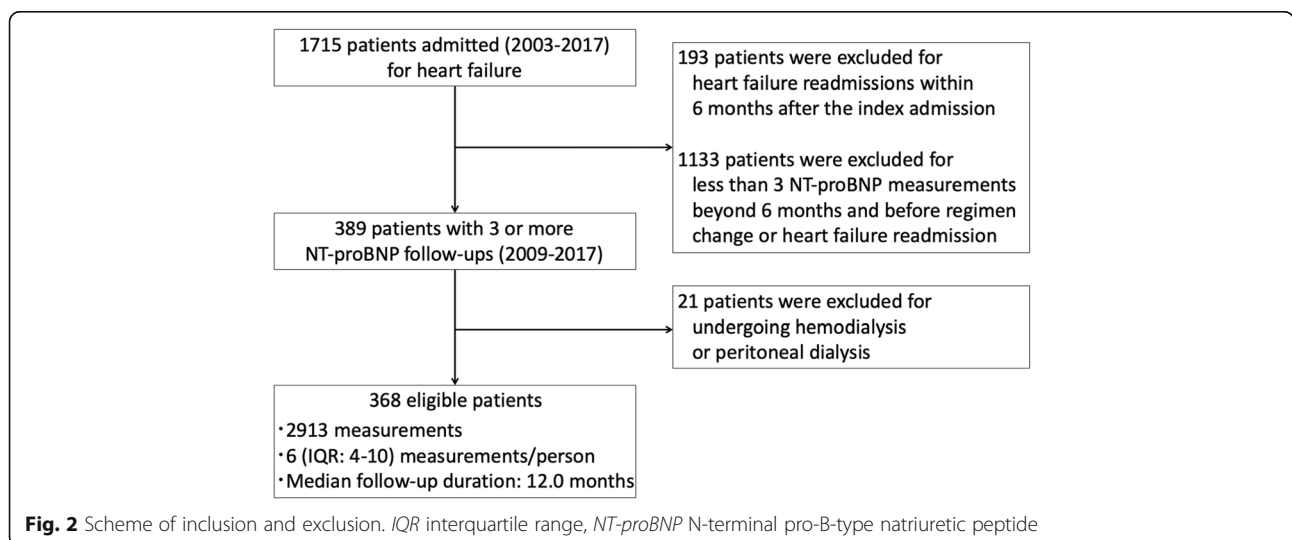 1715 patients admitted (2003-2017)
for heart failure
193 patients were excluded for
heart failure readmissions within
6 months after the index admission
1133 patients were excluded for
less than 3 NT-proBNP measurements
beyond 6 months and before regimen
change or heart failure readmission
389 patients with 3 or more
NT-proBNP follow-ups (2009-2017)
21 patients were excluded for
undergoing hemodialysis
or peritoneal dialysis
368 eligible patients
・2913 measurements
・6 (IQR: 4-10) measurements/person
・Median follow-up duration: 12.0 months
Fig. 2 Scheme of inclusion and exclusion. IQR interquartile range, NT-proBNP N-terminal pro-B-type natriuretic peptide